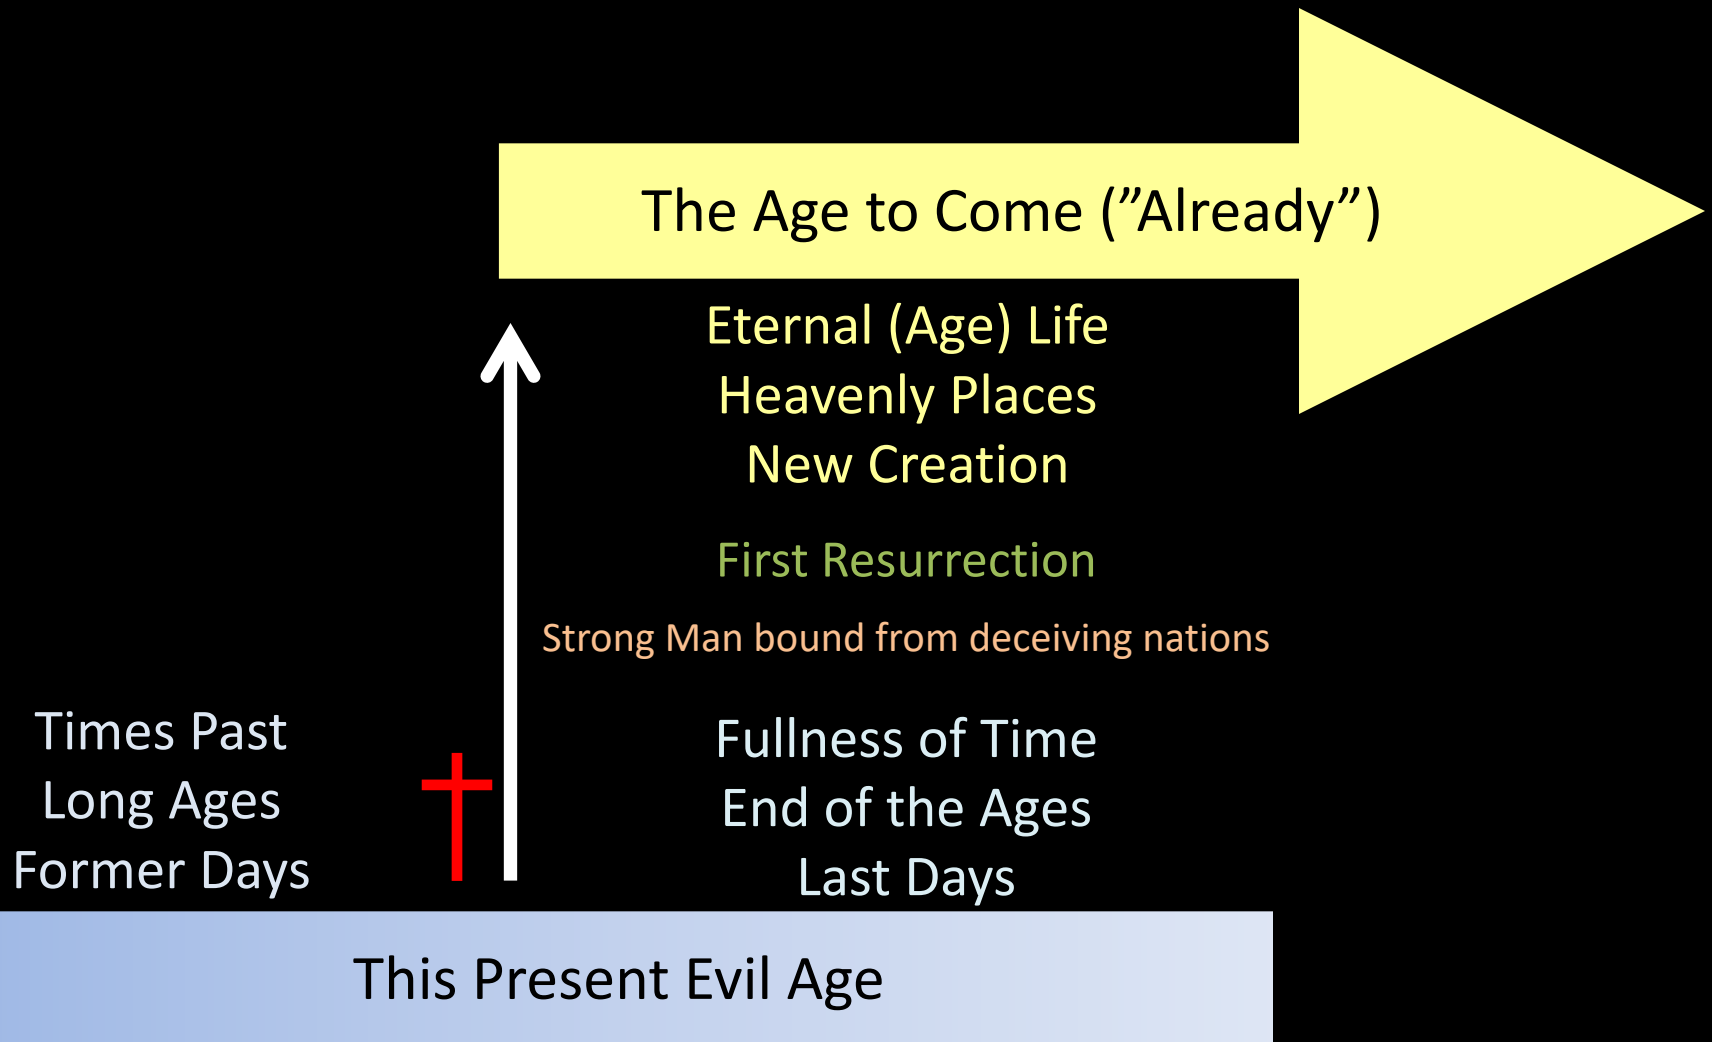 The Age to Come (”Already”)
Eternal (Age) Life
Heavenly Places
New Creation
First Resurrection
Strong Man bound from deceiving nations
Times Past
Long Ages
Former Days
Fullness of Time
End of the Ages
Last Days
This Present Evil Age